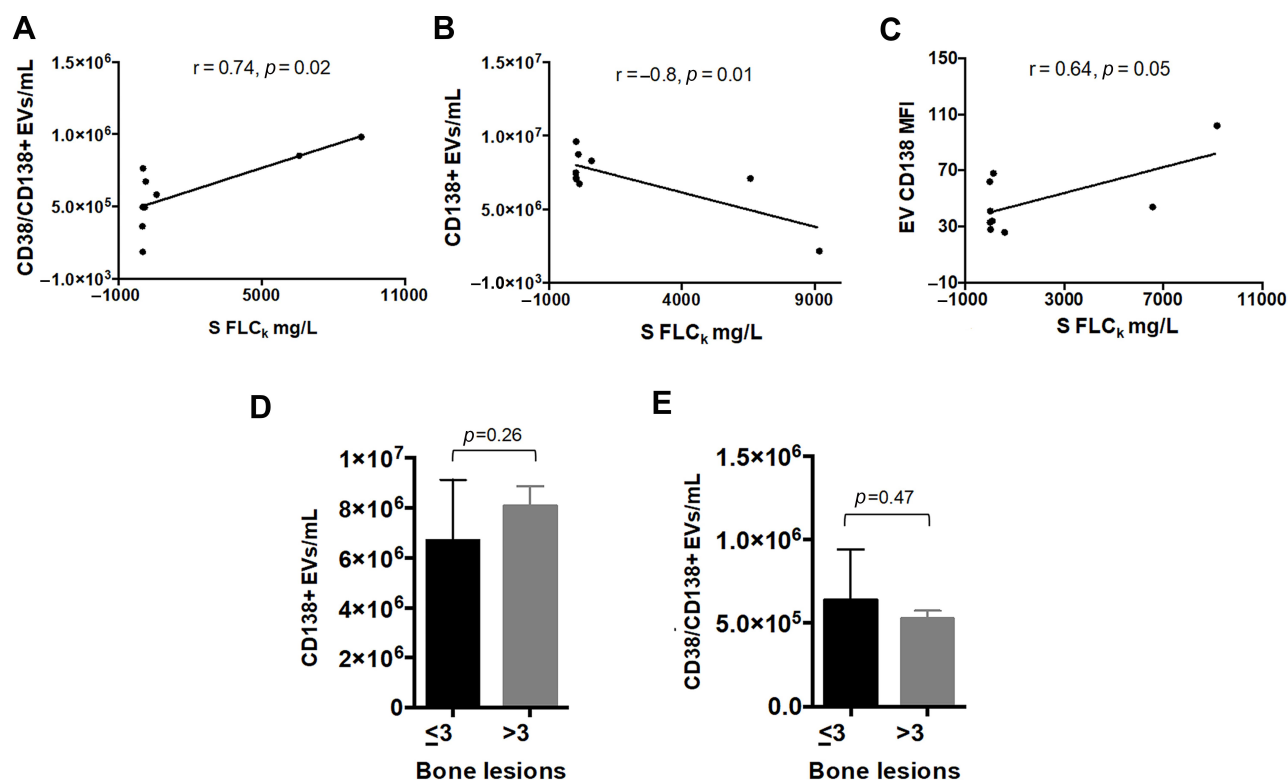 A
CD38/CD138+ EVs/mL
1.5×10⁶
1.0×10⁶
5.0×10⁵
–1.0×10³
r = 0.74, p = 0.02
–1000 5000 11000
S FLCₖ mg/L
B
CD138+ EVs/mL
1.5×10⁷
1.0×10⁷
5.0×10⁶
–1.0×10³
r = –0.8, p = 0.01
–1000 4000 9000
S FLCₖ mg/L
C
EV CD138 MFI
150
110
70
30
–10
r = 0.64, p = 0.05
–1000 3000 7000 11000
S FLCₖ mg/L
D
CD138+ EVs/mL
1×10⁷
8×10⁶
6×10⁶
4×10⁶
2×10⁶
0
p=0.26
≤3 >3
Bone lesions
E
CD38/CD138+ EVs/mL
1.5×10⁶
1.0×10⁶
5.0×10⁵
0.0
p=0.47
≤3 >3
Bone lesions